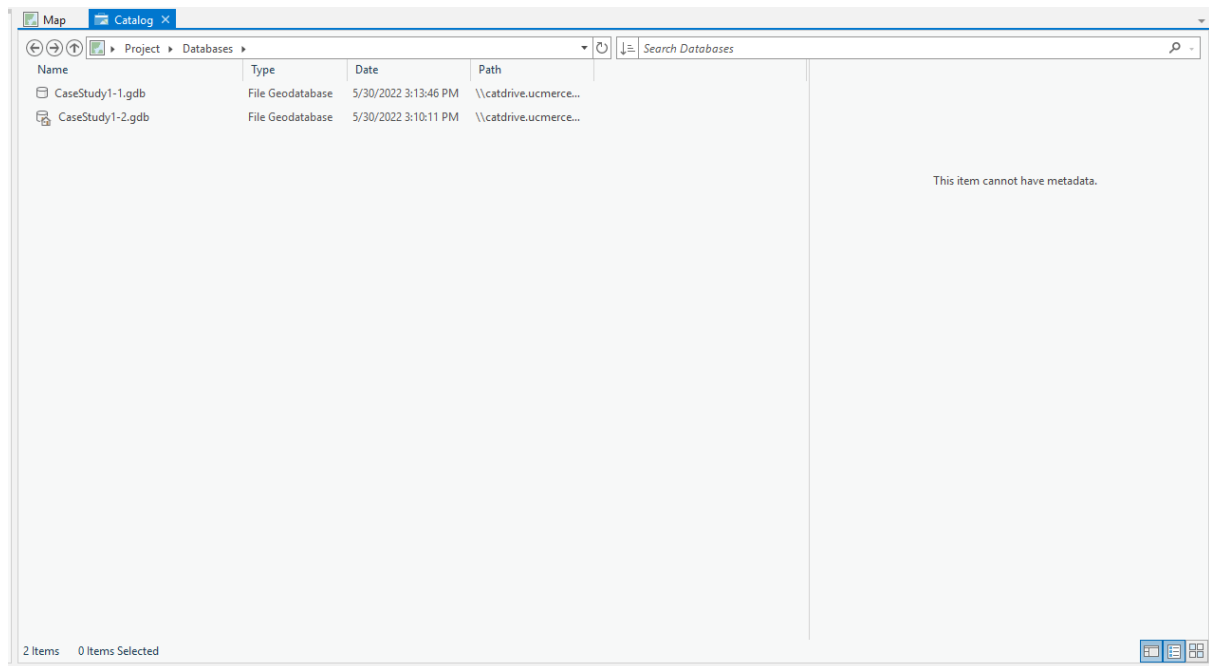 Map Catalog
Project Databases Search Databases
Name Type Date Path
CaseStudy1-1.gdb File Geodatabase 5/30/2022 3:13:46 PM \\catdrive.ucmerce...
CaseStudy1-2.gdb File Geodatabase 5/30/2022 3:10:11 PM \\catdrive.ucmerce...
This item cannot have metadata.
2 Items 0 Items Selected